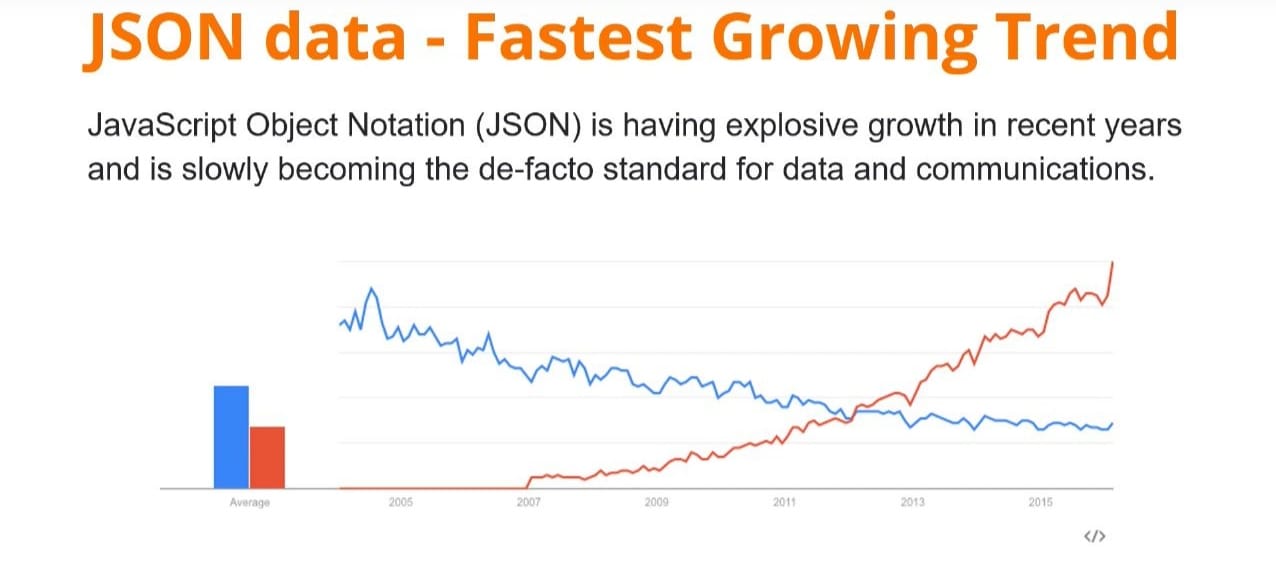 JSON data - Fastest Growing Trend
JavaScript Object Notation (JSON) is having explosive growth in recent years
and is slowly becoming the de-facto standard for data and communications.
Average
2005
2007
2009
2011
2013
2015
</>